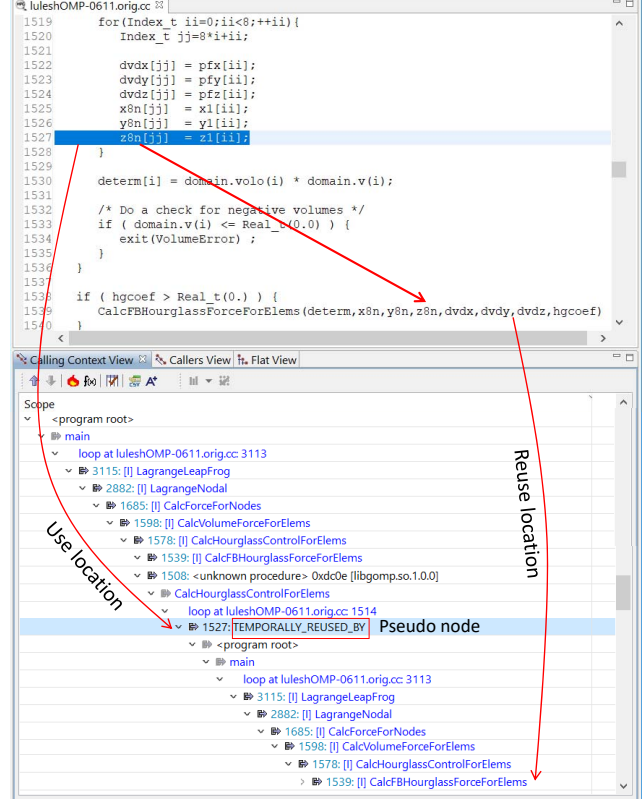 luleshOMP-0611.orig.cc
1519 for(Index_t ii=0;ii<8;++ii){
1520 Index_t jj=8*i+ii;
1521
1522 dvdx[jj] = pfx[ii];
1523 dvdy[jj] = pfy[ii];
1524 dvdz[jj] = pfz[ii];
1525 x8n[jj] = x1[ii];
1526 y8n[jj] = y1[ii];
1527 z8n[jj] = z1[ii];
1528 }
1529
1530 determ[i] = domain.volo(i) * domain.v(i);
1531
1532 /* Do a check for negative volumes */
1533 if ( domain.v(i) <= Real_t(0.0) ) {
1534 exit(VolumeError) ;
1535 }
1536 }
1537
1538 if ( hgcoef > Real_t(0.) ) {
1539 CalcFBHourglassForceForElems(determ,x8n,y8n,z8n,dvdx,dvdy,dvdz,hgcoef)
1540 }
Calling Context View Callers View Flat View
Scope
<program root>
main
loop at luleshOMP-0611.orig.cc: 3113
3115: [I] LagrangeLeapFrog
2882: [I] LagrangeNodal
1685: [I] CalcForceForNodes
1598: [I] CalcVolumeForceForElems
1578: [I] CalcHourglassControlForElems
1539: [I] CalcFBHourglassForceForElems
1508: <unknown procedure> 0xdc0e [libgomp.so.1.0.0]
CalcHourglassControlForElems
loop at luleshOMP-0611.orig.cc: 1514
1527: TEMPORALLY_REUSED_BY Pseudo node
<program root>
main
loop at luleshOMP-0611.orig.cc: 3113
3115: [I] LagrangeLeapFrog
2882: [I] LagrangeNodal
1685: [I] CalcForceForNodes
1598: [I] CalcVolumeForceForElems
1578: [I] CalcHourglassControlForElems
1539: [I] CalcFBHourglassForceForElems
Use location
Reuse location